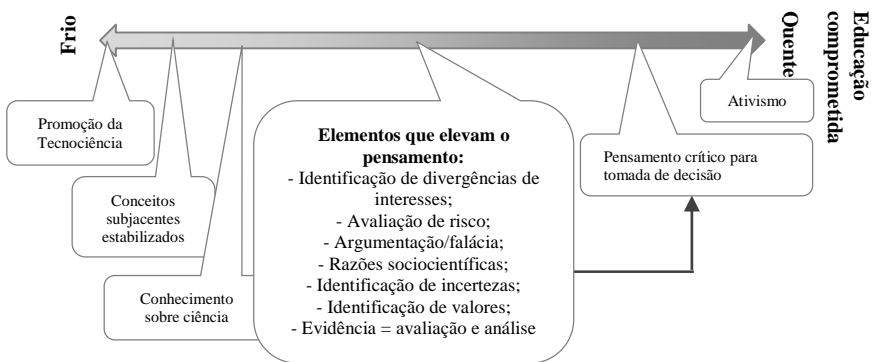 Frio
Quente
Educação
comprometida
Promoção da
Tecnociência
Conceitos
subjacentes
estabilizados
Conhecimento
sobre ciência
Elementos que elevam o
pensamento:
- Identificação de divergências de
interesses;
- Avaliação de risco;
- Argumentação/falácia;
- Razões sociocientíficas;
- Identificação de incertezas;
- Identificação de valores;
- Evidência = avaliação e análise
Pensamento crítico para
tomada de decisão
Ativismo